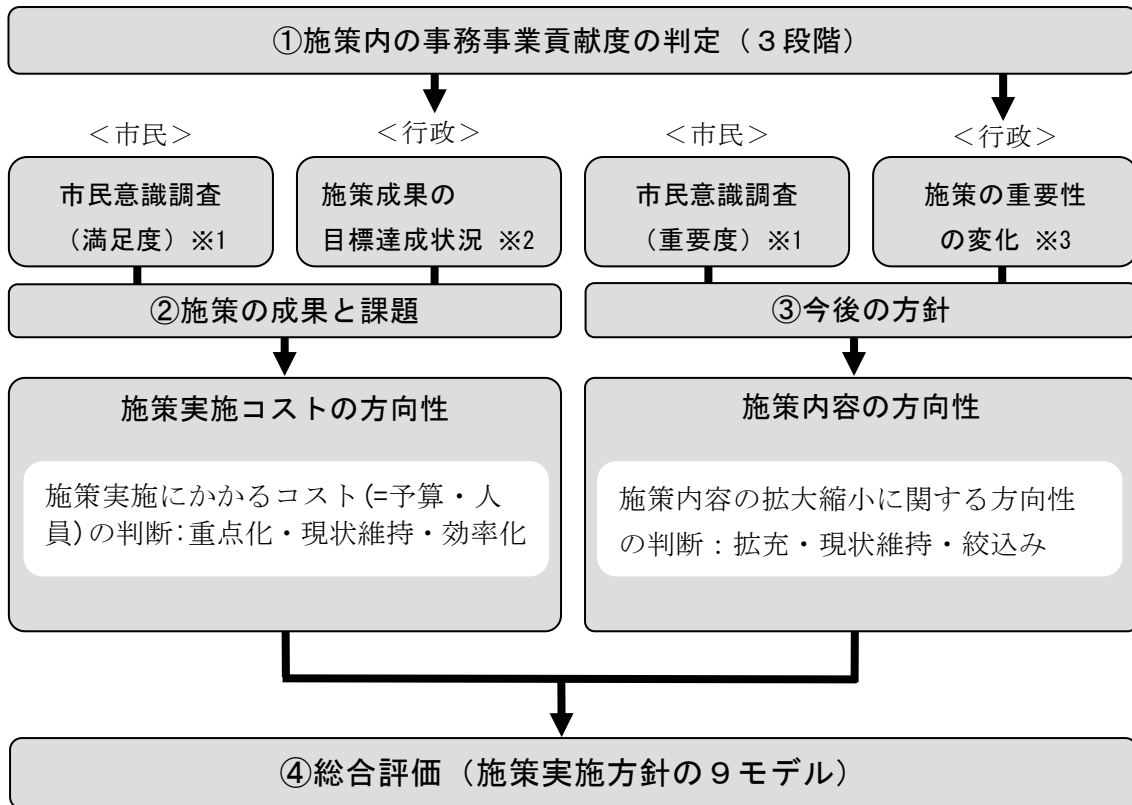 ①施策内の事務事業貢献度の判定（３段階）
＜市民＞
＜行政＞
＜市民＞
＜行政＞
市民意識調査
（満足度）※1
施策成果の
目標達成状況 ※2
市民意識調査
（重要度）※1
施策の重要性
の変化 ※3
②施策の成果と課題
③今後の方針
施策実施コストの方向性
施策実施にかかるコスト(=予算・人
員)の判断：重点化・現状維持・効率化
施策内容の方向性
施策内容の拡大縮小に関する方向性
の判断：拡充・現状維持・絞込み
④総合評価（施策実施方針の９モデル）